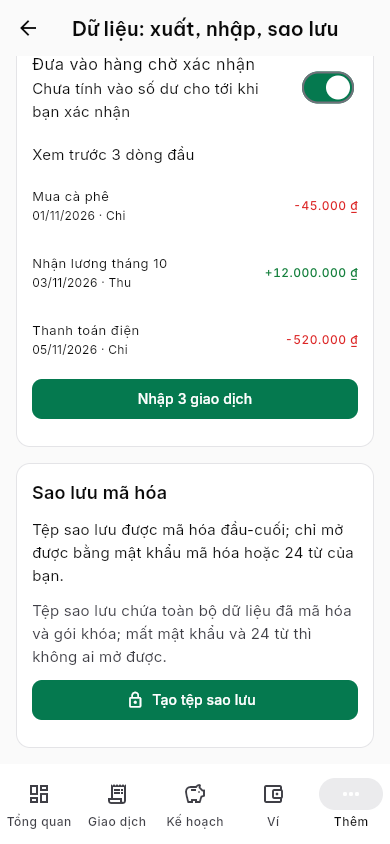 Dữ liệu: xuất, nhập, sao lưu
Đưa vào hàng chờ xác nhận
Chưa tính vào số dư cho tới khi
bạn xác nhận
Xem trước 3 dòng đầu
Mua cà phê
01/11/2026 · Chi
-45.000 ₫
Nhận lương tháng 10
03/11/2026 · Thu
+12.000.000 ₫
Thanh toán điện
05/11/2026 · Chi
-520.000 ₫
Nhập 3 giao dịch
Sao lưu mã hóa
Tệp sao lưu được mã hóa đầu-cuối; chỉ mở
được bằng mật khẩu mã hóa hoặc 24 từ của
bạn.
Tệp sao lưu chứa toàn bộ dữ liệu đã mã hóa
và gói khóa; mất mật khẩu và 24 từ thì
không ai mở được.
Tạo tệp sao lưu
Tổng quan
Giao dịch
Kế hoạch
Ví
Thêm